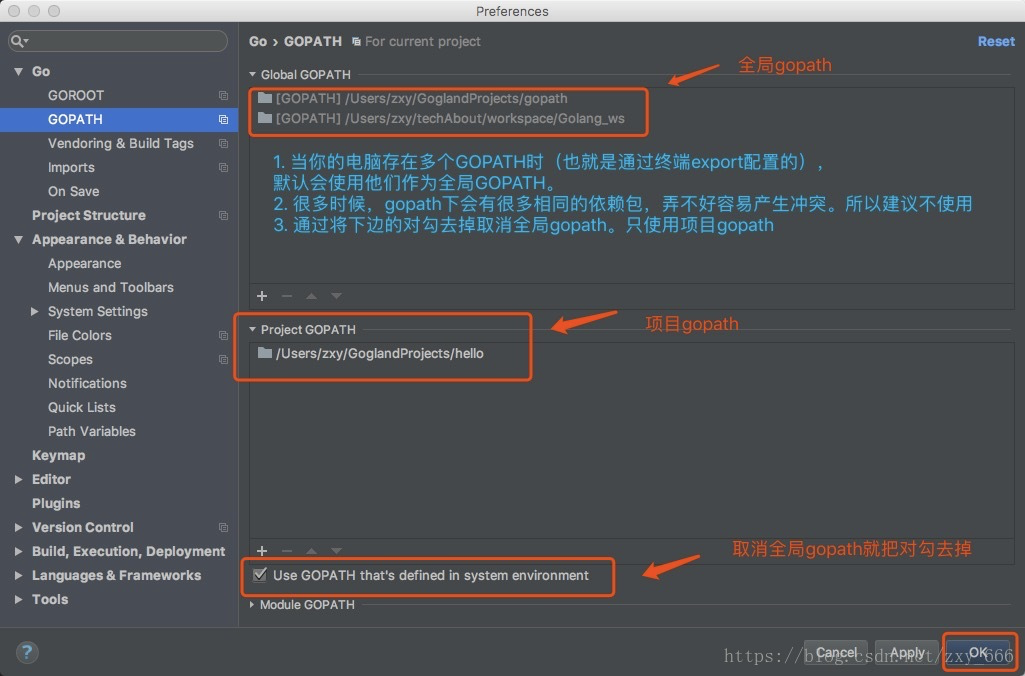 Preferences
Go › GOPATH For current project
Reset
Go
GOROOT
GOPATH
Vendoring & Build Tags
Imports
On Save
Project Structure
Appearance & Behavior
Appearance
Menus and Toolbars
System Settings
File Colors
Scopes
Notifications
Quick Lists
Path Variables
Keymap
Editor
Plugins
Version Control
Build, Execution, Deployment
Languages & Frameworks
Tools
Global GOPATH
全局gopath
[GOPATH] /Users/zxy/GoglandProjects/gopath
[GOPATH] /Users/zxy/techAbout/workspace/Golang_ws
1. 当你的电脑存在多个GOPATH时（也就是通过终端export配置的），
默认会使用他们作为全局GOPATH。
2. 很多时候，gopath下会有很多相同的依赖包，弄不好容易产生冲突。所以建议不使用
3. 通过将下边的对勾去掉取消全局gopath。只使用项目gopath
Project GOPATH
项目gopath
/Users/zxy/GoglandProjects/hello
取消全局gopath就把对勾去掉
Use GOPATH that's defined in system environment
Module GOPATH
?
Cancel
Apply
OK
https://blog.csdn.net/zxy_666